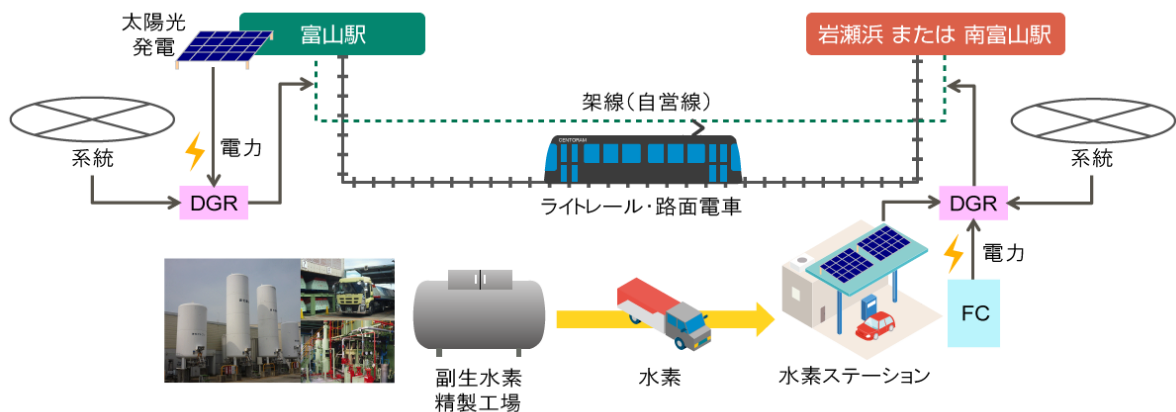 太陽光
発電
富山駅
岩瀬浜 または 南富山駅
架線(自営線)
系統
電力
DGR
CENTORAM
ライトレール・路面電車
系統
DGR
電力
FC
副生水素
精製工場
水素
水素ステーション